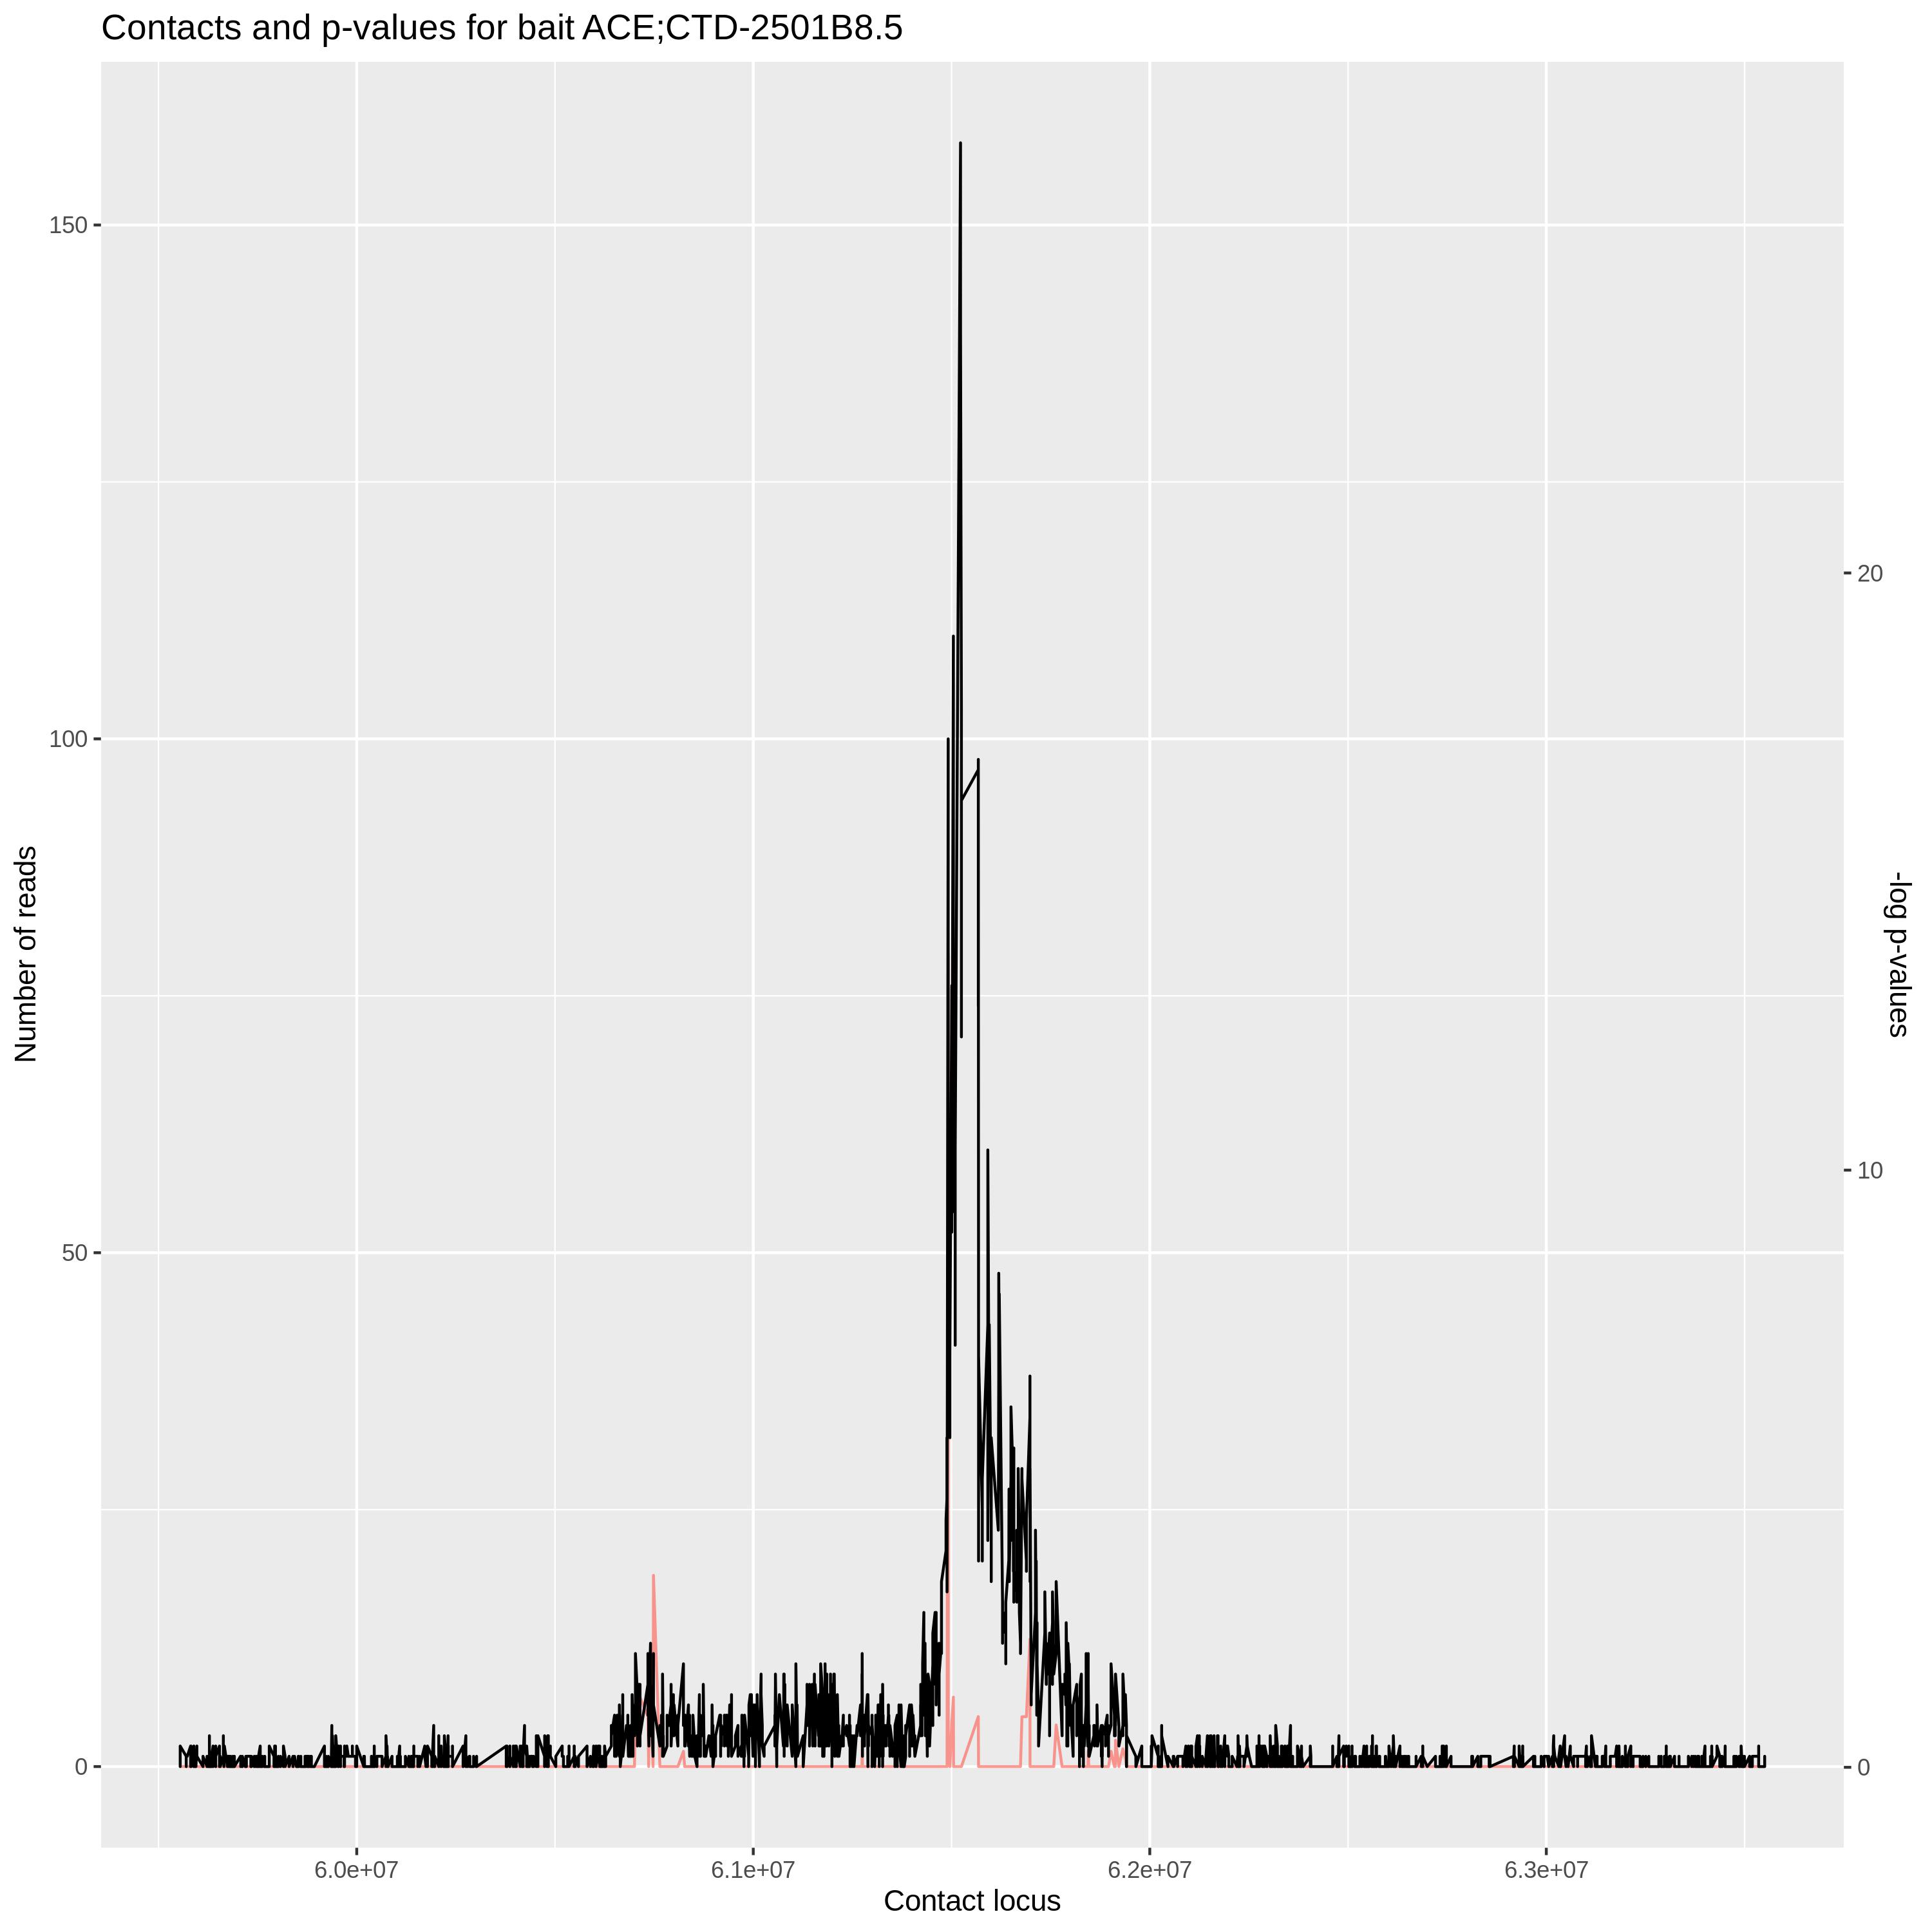 Contacts and p-values for bait ACE;CTD-2501B8.5
150
100
50
0
Number of reads
20
10
0
-log p-values
6.0e+07
6.1e+07
6.2e+07
6.3e+07
Contact locus